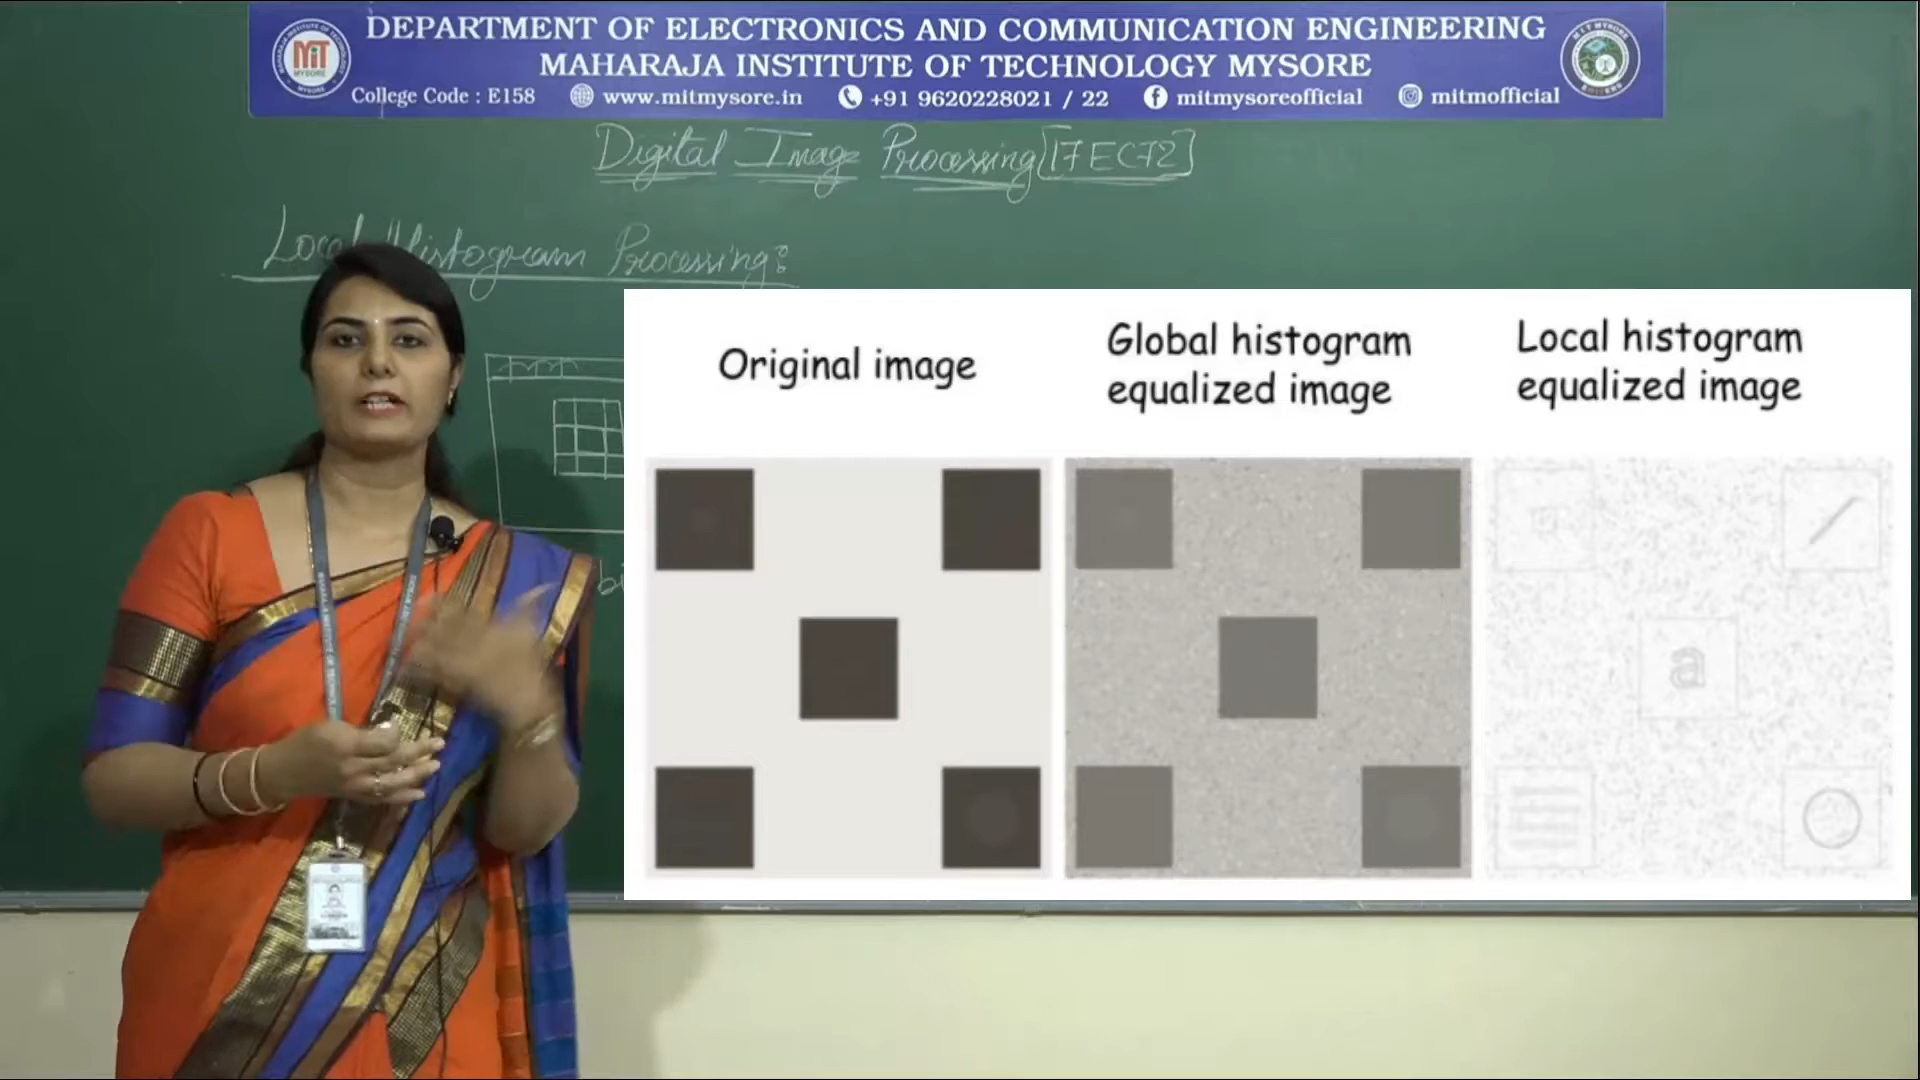 DEPARTMENT OF ELECTRONICS AND COMMUNICATION ENGINEERING
MAHARAJA INSTITUTE OF TECHNOLOGY MYSORE
College Code : E158 www.mitmysore.in +91 9620228021 / 22 mitmysoreofficial mitmofficial
MIT
MYSORE
Digital Image Processing [17EC72]
Local Histogram Processing:
Original image
Global histogram
equalized image
Local histogram
equalized image
a